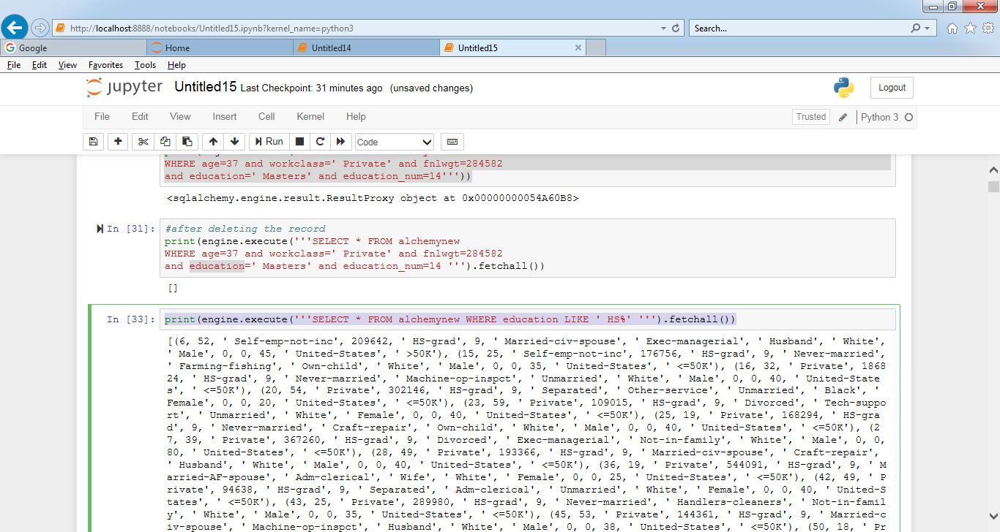 http://localhost:8888/notebooks/Untitled15.ipynb?kernel_name=python3
Search...
Google
Home
Untitled14
Untitled15
File Edit View Favorites Tools Help
jupyter Untitled15 Last Checkpoint: 31 minutes ago (unsaved changes)
Logout
File Edit View Insert Cell Kernel Help
Trusted
Python 3
Run
Code
WHERE age=37 and workclass=' Private' and fnlwgt=284582
and education=' Masters' and education_num=14'''))
<sqlalchemy.engine.result.ResultProxy object at 0x00000000054A60B8>
In [31]:
#after deleting the record
print(engine.execute('''SELECT * FROM alchemynew
WHERE age=37 and workclass=' Private' and fnlwgt=284582
and education=' Masters' and education_num=14 ''').fetchall())
[]
In [33]:
print(engine.execute('''SELECT * FROM alchemynew WHERE education LIKE ' HS%' ''').fetchall())
[(6, 52, ' Self-emp-not-inc', 209642, ' HS-grad', 9, ' Married-civ-spouse', ' Exec-managerial', ' Husband', ' White',
' Male', 0, 0, 45, ' United-States', ' >50K'), (15, 25, ' Self-emp-not-inc', 176756, ' HS-grad', 9, ' Never-married',
' Farming-fishing', ' Own-child', ' White', ' Male', 0, 0, 35, ' United-States', ' <=50K'), (16, 32, ' Private', 1868
24, ' HS-grad', 9, ' Never-married', ' Machine-op-inspct', ' Unmarried', ' White', ' Male', 0, 0, 40, ' United-State
s', ' <=50K'), (20, 54, ' Private', 302146, ' HS-grad', 9, ' Separated', ' Other-service', ' Unmarried', ' Black', '
Female', 0, 0, 20, ' United-States', ' <=50K'), (23, 59, ' Private', 109015, ' HS-grad', 9, ' Divorced', ' Tech-suppo
rt', ' Unmarried', ' White', ' Female', 0, 0, 40, ' United-States', ' <=50K'), (25, 19, ' Private', 168294, ' HS-gra
d', 9, ' Never-married', ' Craft-repair', ' Own-child', ' White', ' Male', 0, 0, 40, ' United-States', ' <=50K'), (2
7, 39, ' Private', 367260, ' HS-grad', 9, ' Divorced', ' Exec-managerial', ' Not-in-family', ' White', ' Male', 0, 0,
80, ' United-States', ' <=50K'), (28, 49, ' Private', 193366, ' HS-grad', 9, ' Married-civ-spouse', ' Craft-repair',
' Husband', ' White', ' Male', 0, 0, 40, ' United-States', ' <=50K'), (36, 19, ' Private', 544091, ' HS-grad', 9, ' M
arried-AF-spouse', ' Adm-clerical', ' Wife', ' White', ' Female', 0, 0, 25, ' United-States', ' <=50K'), (42, 49, ' P
rivate', 94638, ' HS-grad', 9, ' Separated', ' Adm-clerical', ' Unmarried', ' White', ' Female', 0, 0, 40, ' United-S
tates', ' <=50K'), (43, 25, ' Private', 289980, ' HS-grad', 9, ' Never-married', ' Handlers-cleaners', ' Not-in-famil
y', ' White', ' Male', 0, 0, 35, ' United-States', ' <=50K'), (45, 53, ' Private', 144361, ' HS-grad', 9, ' Married-c
iv-spouse', ' Machine-op-inspct', ' Husband', ' White', ' Male', 0, 0, 38, ' United-States', ' <=50K'), (50, 18, ' Pr